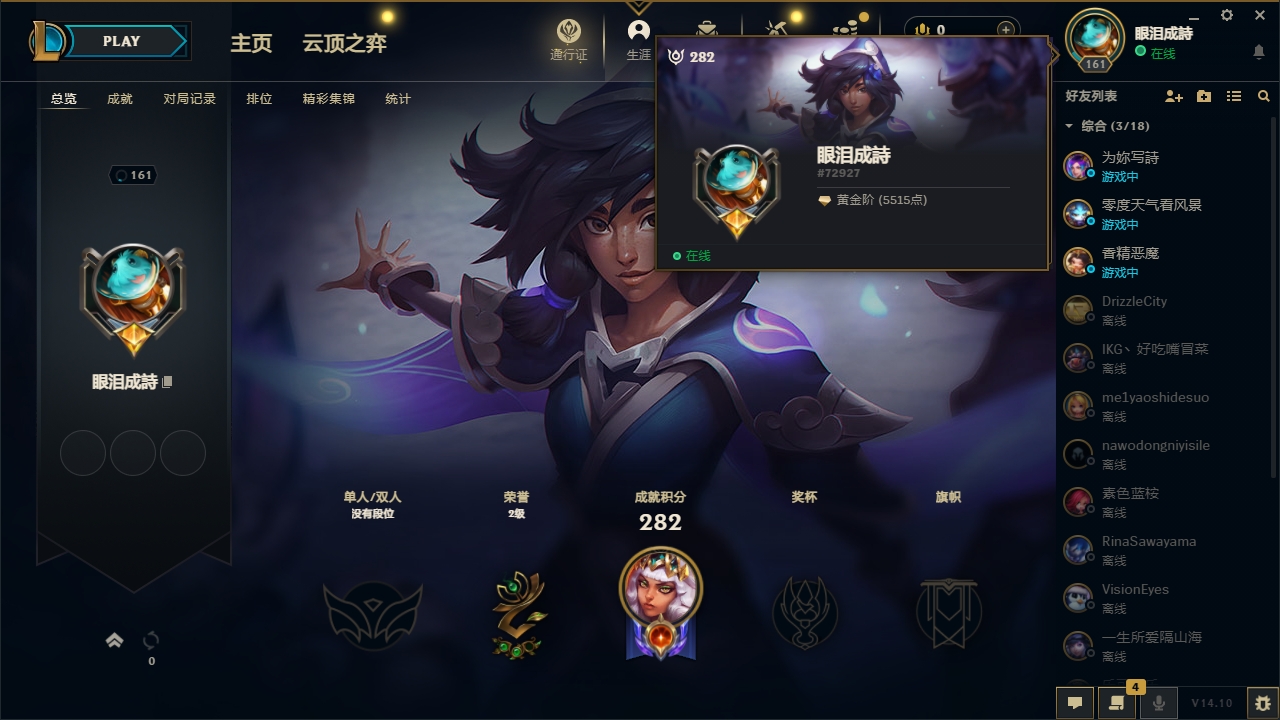 PLAY
主页
云顶之弈
通行证
生涯
0
161
眼泪成詩
在线
总览
成就
对局记录
排位
精彩集锦
统计
282
眼泪成詩
#72927
黄金阶 (5515点)
在线
161
眼泪成詩
单人/双人
没有段位
荣誉
2级
成就积分
282
奖杯
旗帜
0
好友列表
综合 (3/18)
为妳写詩
游戏中
零度天气看风景
游戏中
香精恶魔
游戏中
DrizzleCity
离线
IKG丶好吃嘴冒菜
离线
me1yaoshidesuo
离线
nawodongniyisile
离线
素色蓝桉
离线
RinaSawayama
离线
VisionEyes
离线
一生所爱隔山海
离线
4
V14.10